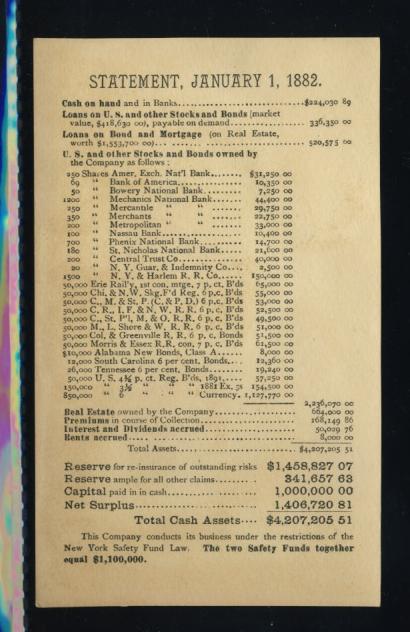 STATEMENT, JANUARY 1, 1882.
Cash on hand and in Banks............$224,030 89
Loans on U. S. and other Stocks and Bonds [market
value, $418,630 00), payable on demand............ 336,350 00
Loans on Bond and Mortgage (on Real Estate,
worth $1,553,700 00)............ 520,575 00
U. S. and other Stocks and Bonds owned by
the Company as follows :
250 Shares Amer, Exch. Nat'l Bank....... $31,250 00
69 " Bank of America............ 10,350 00
50 " Bowery National Bank........ 7,250 00
1200 " Mechanics National Bank..... 44,400 00
250 " Mercantile " " ....... 29,750 00
350 " Merchants " " ....... 22,750 00
200 " Metropolitan " " ....... 33,000 00
100 " Nassau Bank............ 10,400 00
700 " Phenix National Bank........ 14,700 00
180 " St. Nicholas National Bank.... 21,600 00
200 " Central Trust Co............ 40,000 00
20 " N. Y, Guar, & Indemnity Co.... 2,500 00
1500 " N. Y, & Harlem R. R, Co..... 150,000 00
50,000 Erie Rail'y, 1st con, mtge, 7 p, ct, B'ds 65,000 00
50,000 Chi, & N,W, Skg,F'd Reg, 6 p,c, B'ds 55,000 00
50,000 C., M, & St. P. (C, & P, D,) 6 p,c, B'ds 53,000 00
50,000 C, R., I, F, & N, W, R. R, 6 p, c, B'ds 52,500 00
50,000 C., St, P'l, M, & O, R. R, 6 p, c, B'ds 49,500 00
50,000 M., L, Shore & W, R. R, 6 p, c, B'ds 51,000 00
50,000 Col, & Greenville R R, 6 p, c, Bonds 51,500 00
50,000 Morris & Essex R.R, con, 7 p, c, B'ds 61,500 00
$10,000 Alabama New Bonds, Class A...... 8,000 00
12,000 South Carolina 6 per cent, Bonds,.. 12,360 00
26,000 Tennessee 6 per cent, Bonds....... 19,240 00
50,000 U. S, 4½ p, ct, Reg, B'ds, 1891..... 57,250 00
150,000 " 3½ " " " 1881 Ex, 3s 154,500 00
850,000 " 6 " " " Currency, 1,127,770 00
2,236,070 00
Real Estate owned by the Company............ 664,000 00
Premiums in course of Collection............ 168,149 86
Interest and Dividends accrued............ 50,029 76
Rents accrued............ 8,000 00
Total Assets............ $4,207,205 51
Reserve for re-insurance of outstanding risks $1,458,827 07
Reserve ample for all other claims............ 341,657 63
Capital paid in in cash............ 1,000,000 00
Net Surplus............ 1,406,720 81
Total Cash Assets.... $4,207,205 51
This Company conducts its business under the restrictions of the
New York Safety Fund Law. The two Safety Funds together
equal $1,100,000.